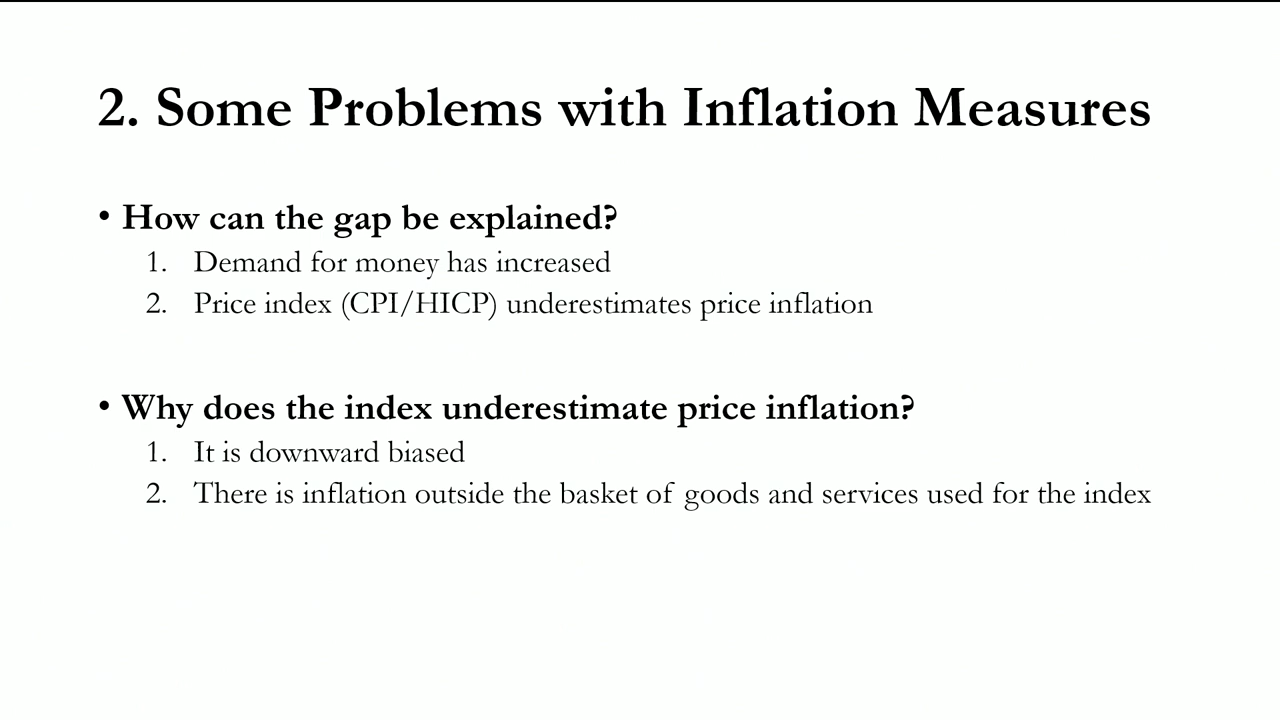 2. Some Problems with Inflation Measures
• How can the gap be explained?
1. Demand for money has increased
2. Price index (CPI/HICP) underestimates price inflation
• Why does the index underestimate price inflation?
1. It is downward biased
2. There is inflation outside the basket of goods and services used for the index